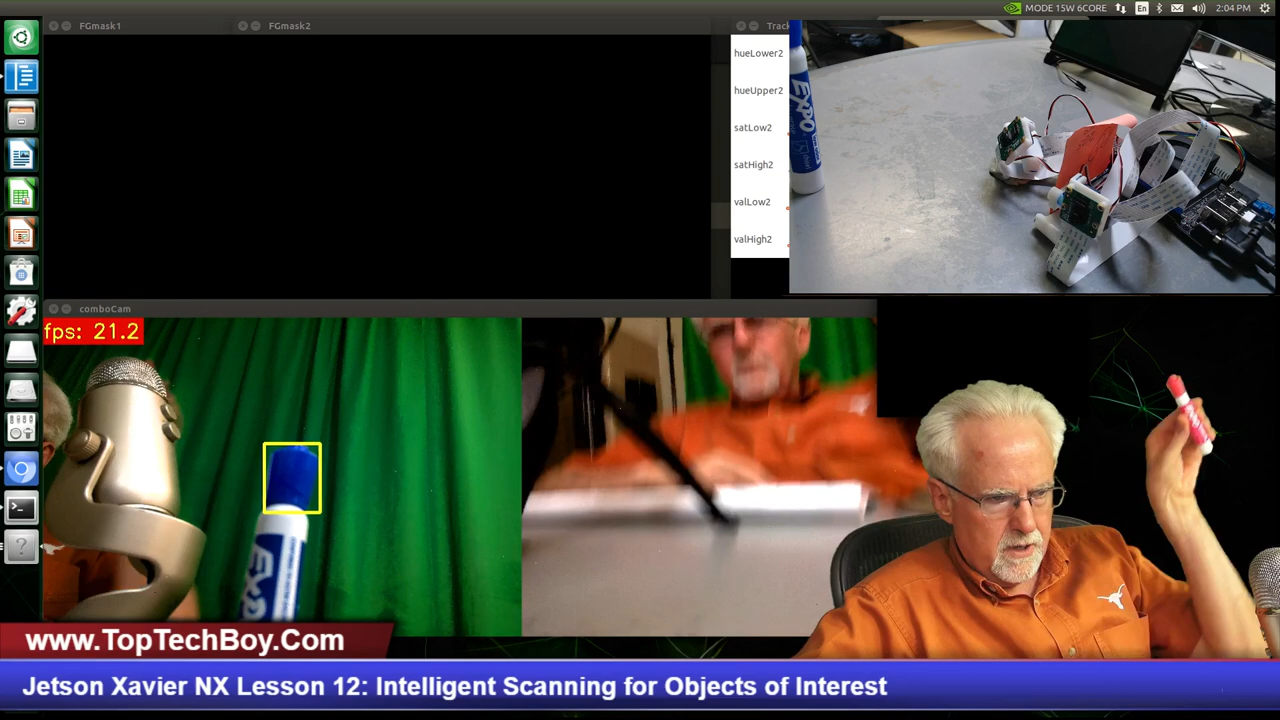 MODE 15W 6CORE
En
2:04 PM
FGmask1
FGmask2
Track
hueLower2
hueUpper2
satLow2
satHigh2
valLow2
valHigh2
EXPO
comboCam
fps: 21.2
EXPO
www.TopTechBoy.Com
Jetson Xavier NX Lesson 12: Intelligent Scanning for Objects of Interest